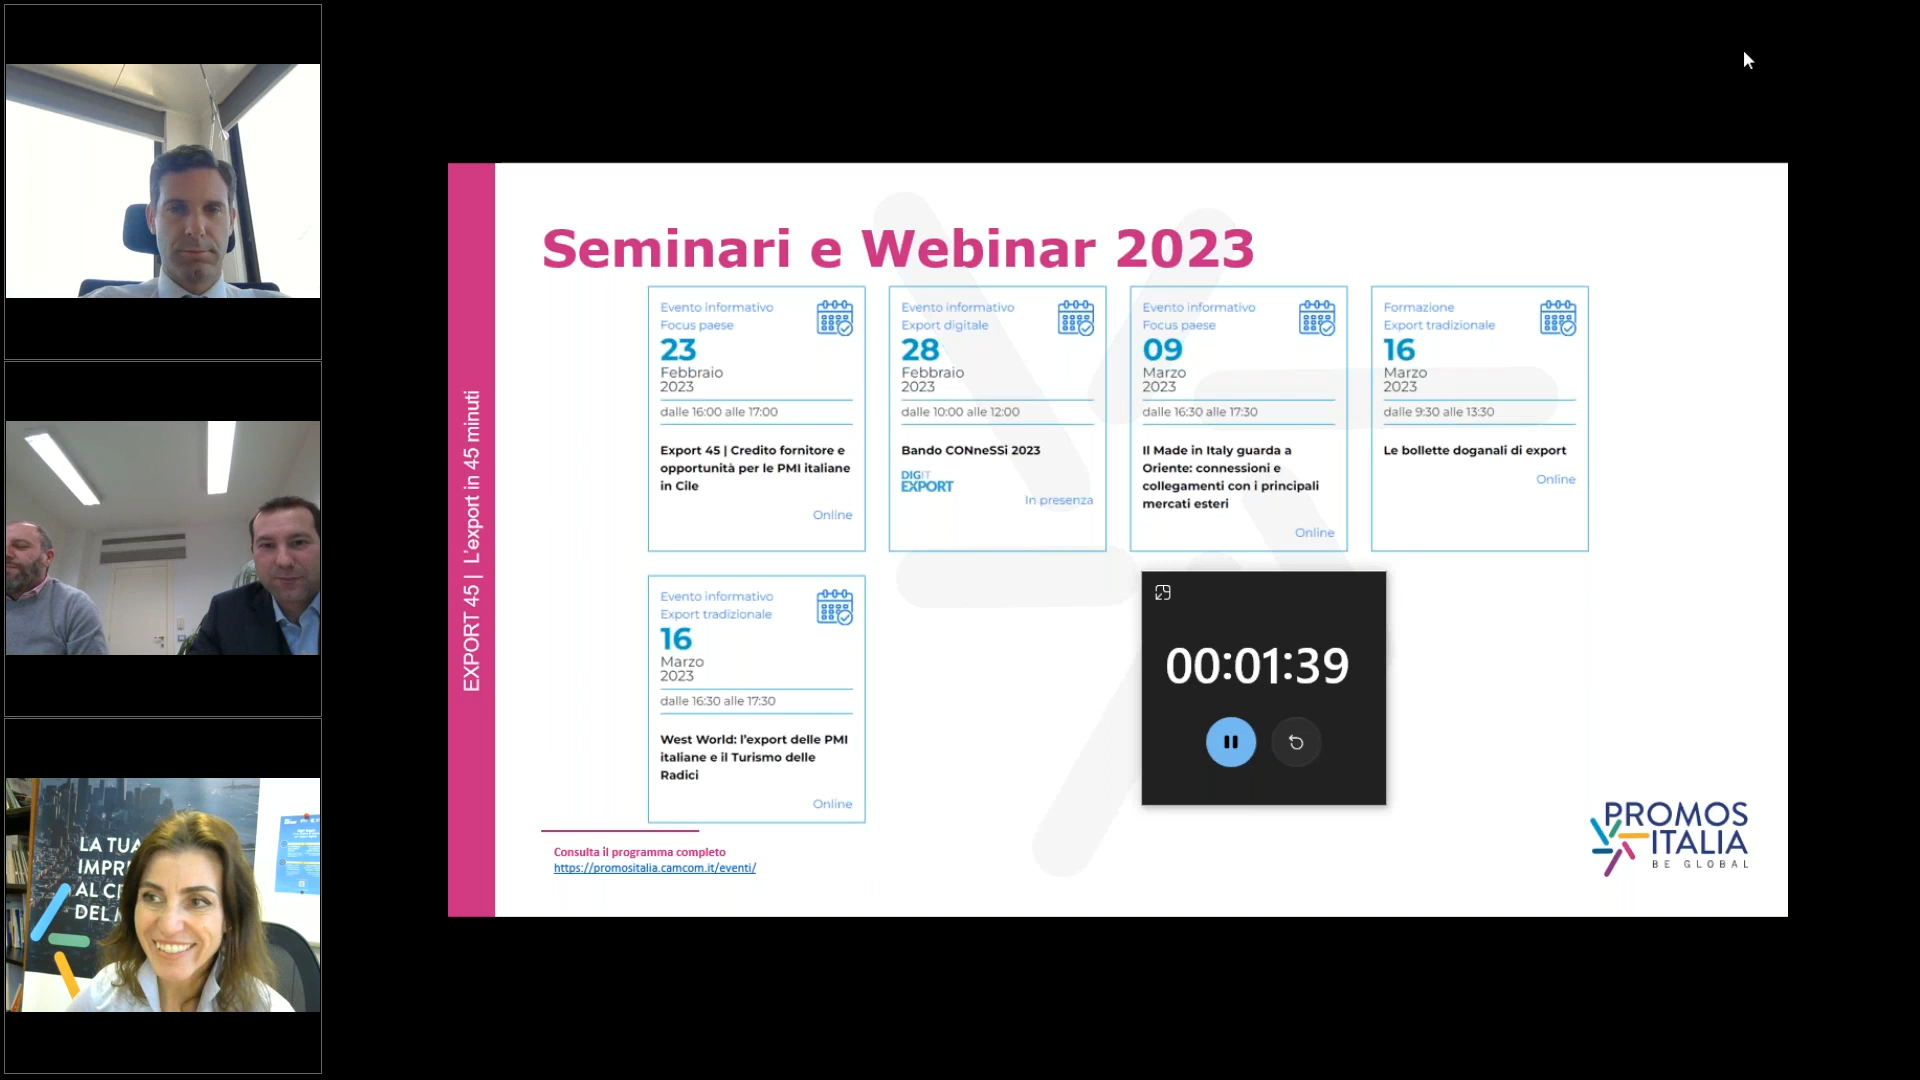 Seminari e Webinar 2023
Evento informativo
Focus paese
23
Febbraio
2023
dalle 16:00 alle 17:00
Export 45 | Credito fornitore e
opportunità per le PMI italiane
in Cile
Online
Evento informativo
Export digitale
28
Febbraio
2023
dalle 10:00 alle 12:00
Bando CONneSSi 2023
DIGIT
EXPORT
In presenza
Evento informativo
Focus paese
09
Marzo
2023
dalle 16:30 alle 17:30
Il Made in Italy guarda a
Oriente: connessioni e
collegamenti con i principali
mercati esteri
Online
Formazione
Export tradizionale
16
Marzo
2023
dalle 9:30 alle 13:30
Le bollette doganali di export
Online
Evento informativo
Export tradizionale
16
Marzo
2023
dalle 16:30 alle 17:30
West World: l'export delle PMI
italiane e il Turismo delle
Radici
Online
00:01:39
Consulta il programma completo
https://promositalia.camcom.it/eventi/
PROMOS
ITALIA
BE GLOBAL
EXPORT 45 | L'export in 45 minuti
LA TUA
IMPR
AL C
DEL